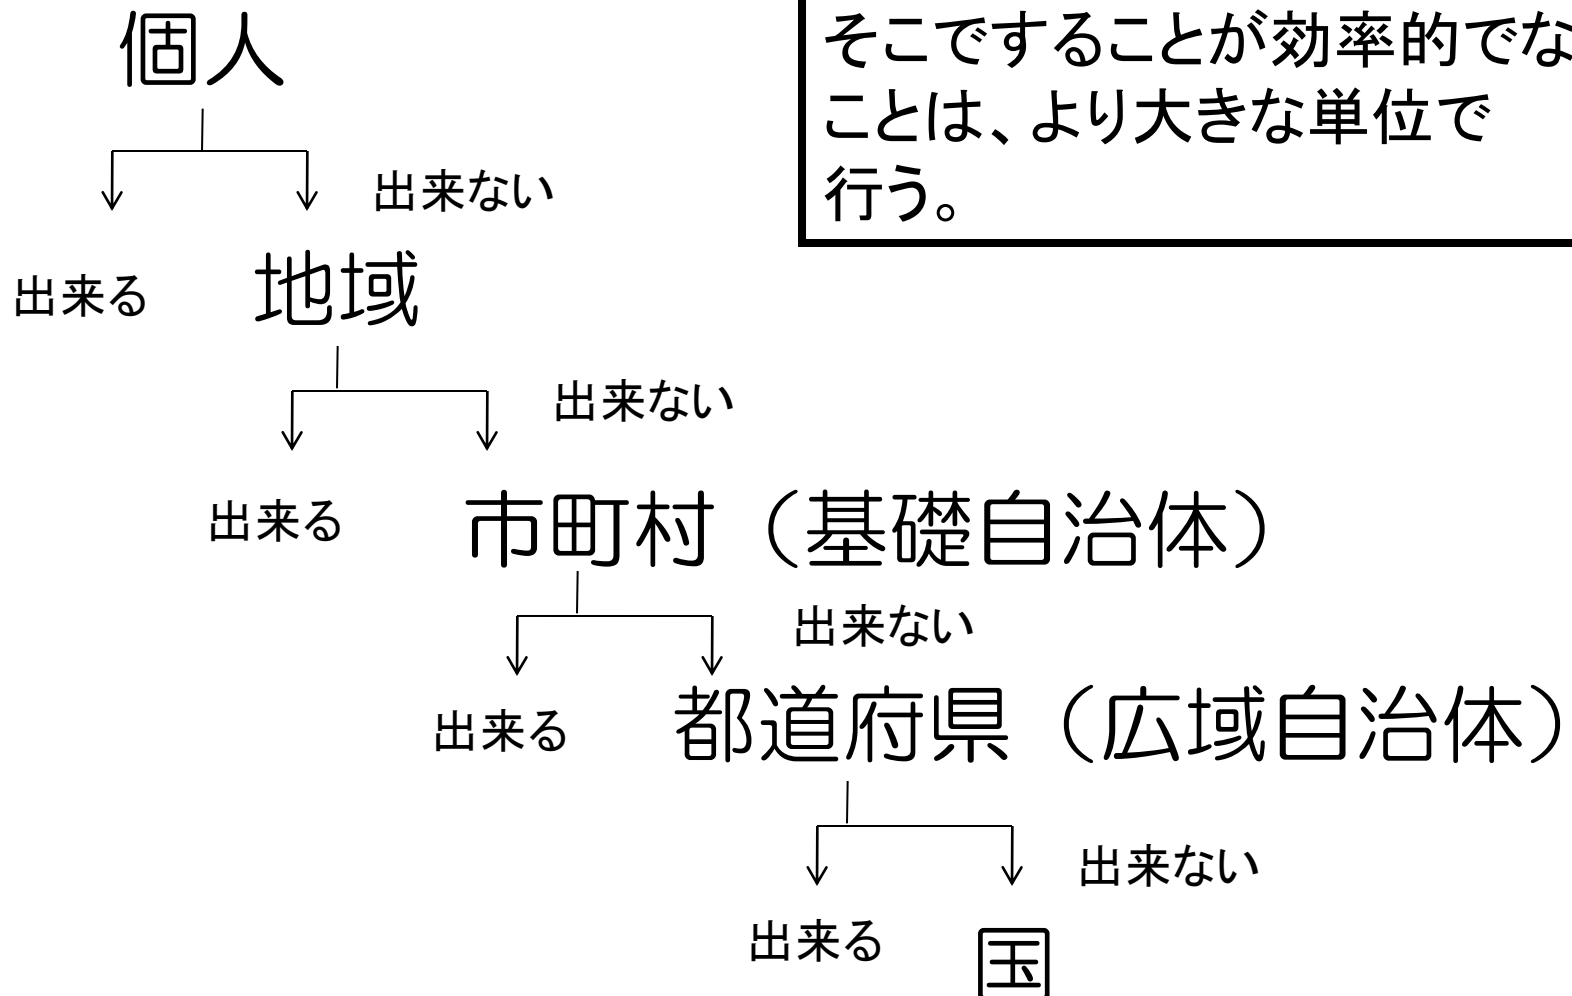 個人
そこですることが効率的でな
ことは、より大きな単位で
行う。
出来ない
出来る
地域
出来ない
出来る
市町村（基礎自治体）
出来ない
出来る
都道府県（広域自治体）
出来ない
出来る
国